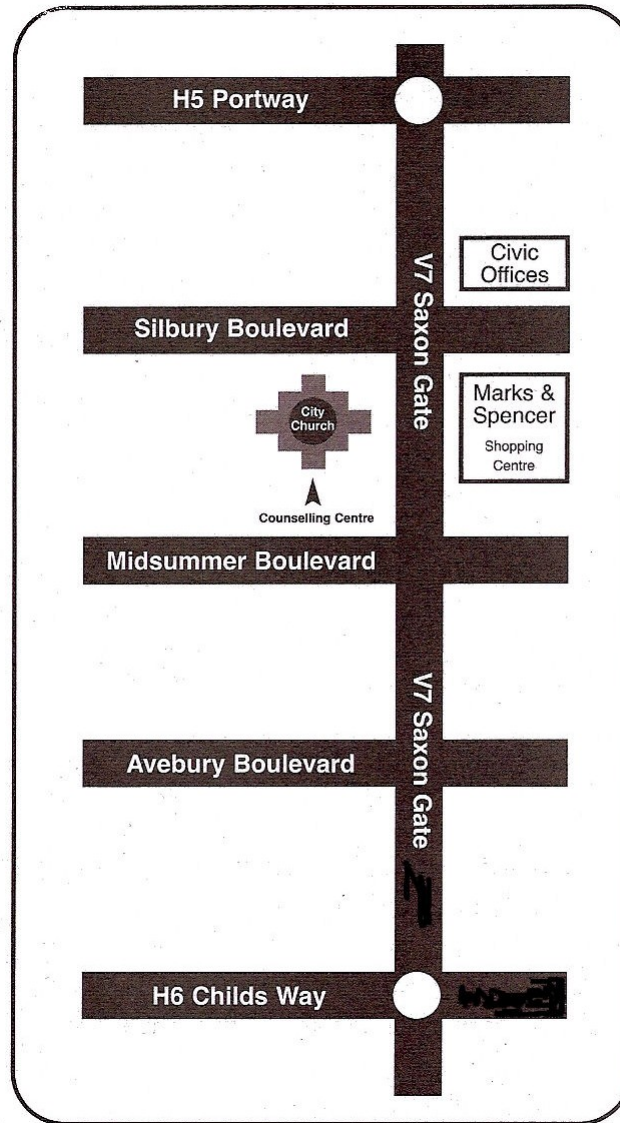 H5 Portway
V7 Saxon Gate
Civic
Offices
Silbury Boulevard
City
Church
Marks &
Spencer
Shopping
Centre
Counselling Centre
Midsummer Boulevard
V7 Saxon Gate
Avebury Boulevard
H6 Childs Way